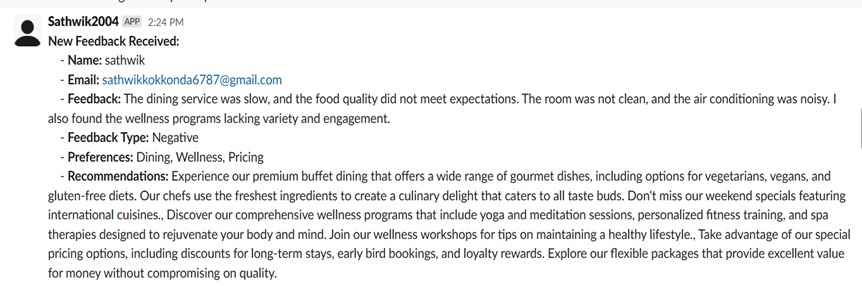 Sathwik2004 APP 2:24 PM
New Feedback Received:
- Name: sathwik
- Email: sathwikkokkonda6787@gmail.com
- Feedback: The dining service was slow, and the food quality did not meet expectations. The room was not clean, and the air conditioning was noisy. I
also found the wellness programs lacking variety and engagement.
- Feedback Type: Negative
- Preferences: Dining, Wellness, Pricing
- Recommendations: Experience our premium buffet dining that offers a wide range of gourmet dishes, including options for vegetarians, vegans, and
gluten-free diets. Our chefs use the freshest ingredients to create a culinary delight that caters to all taste buds. Don't miss our weekend specials featuring
international cuisines., Discover our comprehensive wellness programs that include yoga and meditation sessions, personalized fitness training, and spa
therapies designed to rejuvenate your body and mind. Join our wellness workshops for tips on maintaining a healthy lifestyle., Take advantage of our special
pricing options, including discounts for long-term stays, early bird bookings, and loyalty rewards. Explore our flexible packages that provide excellent value
for money without compromising on quality.